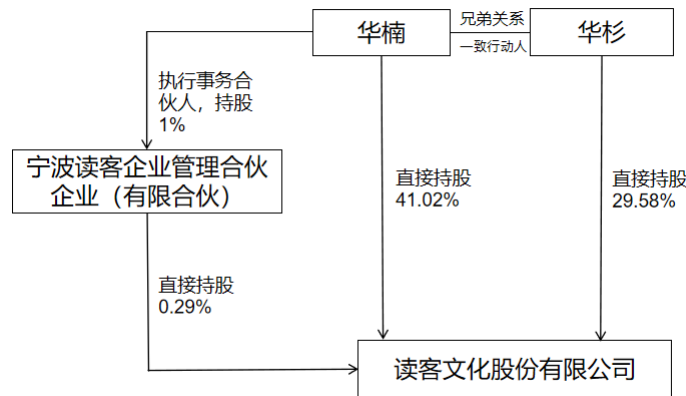 华楠
兄弟关系
一致行动人
华杉
执行事务合
伙人，持股
1%
宁波读客企业管理合伙
企业（有限合伙）
直接持股
41.02%
直接持股
29.58%
直接持股
0.29%
读客文化股份有限公司